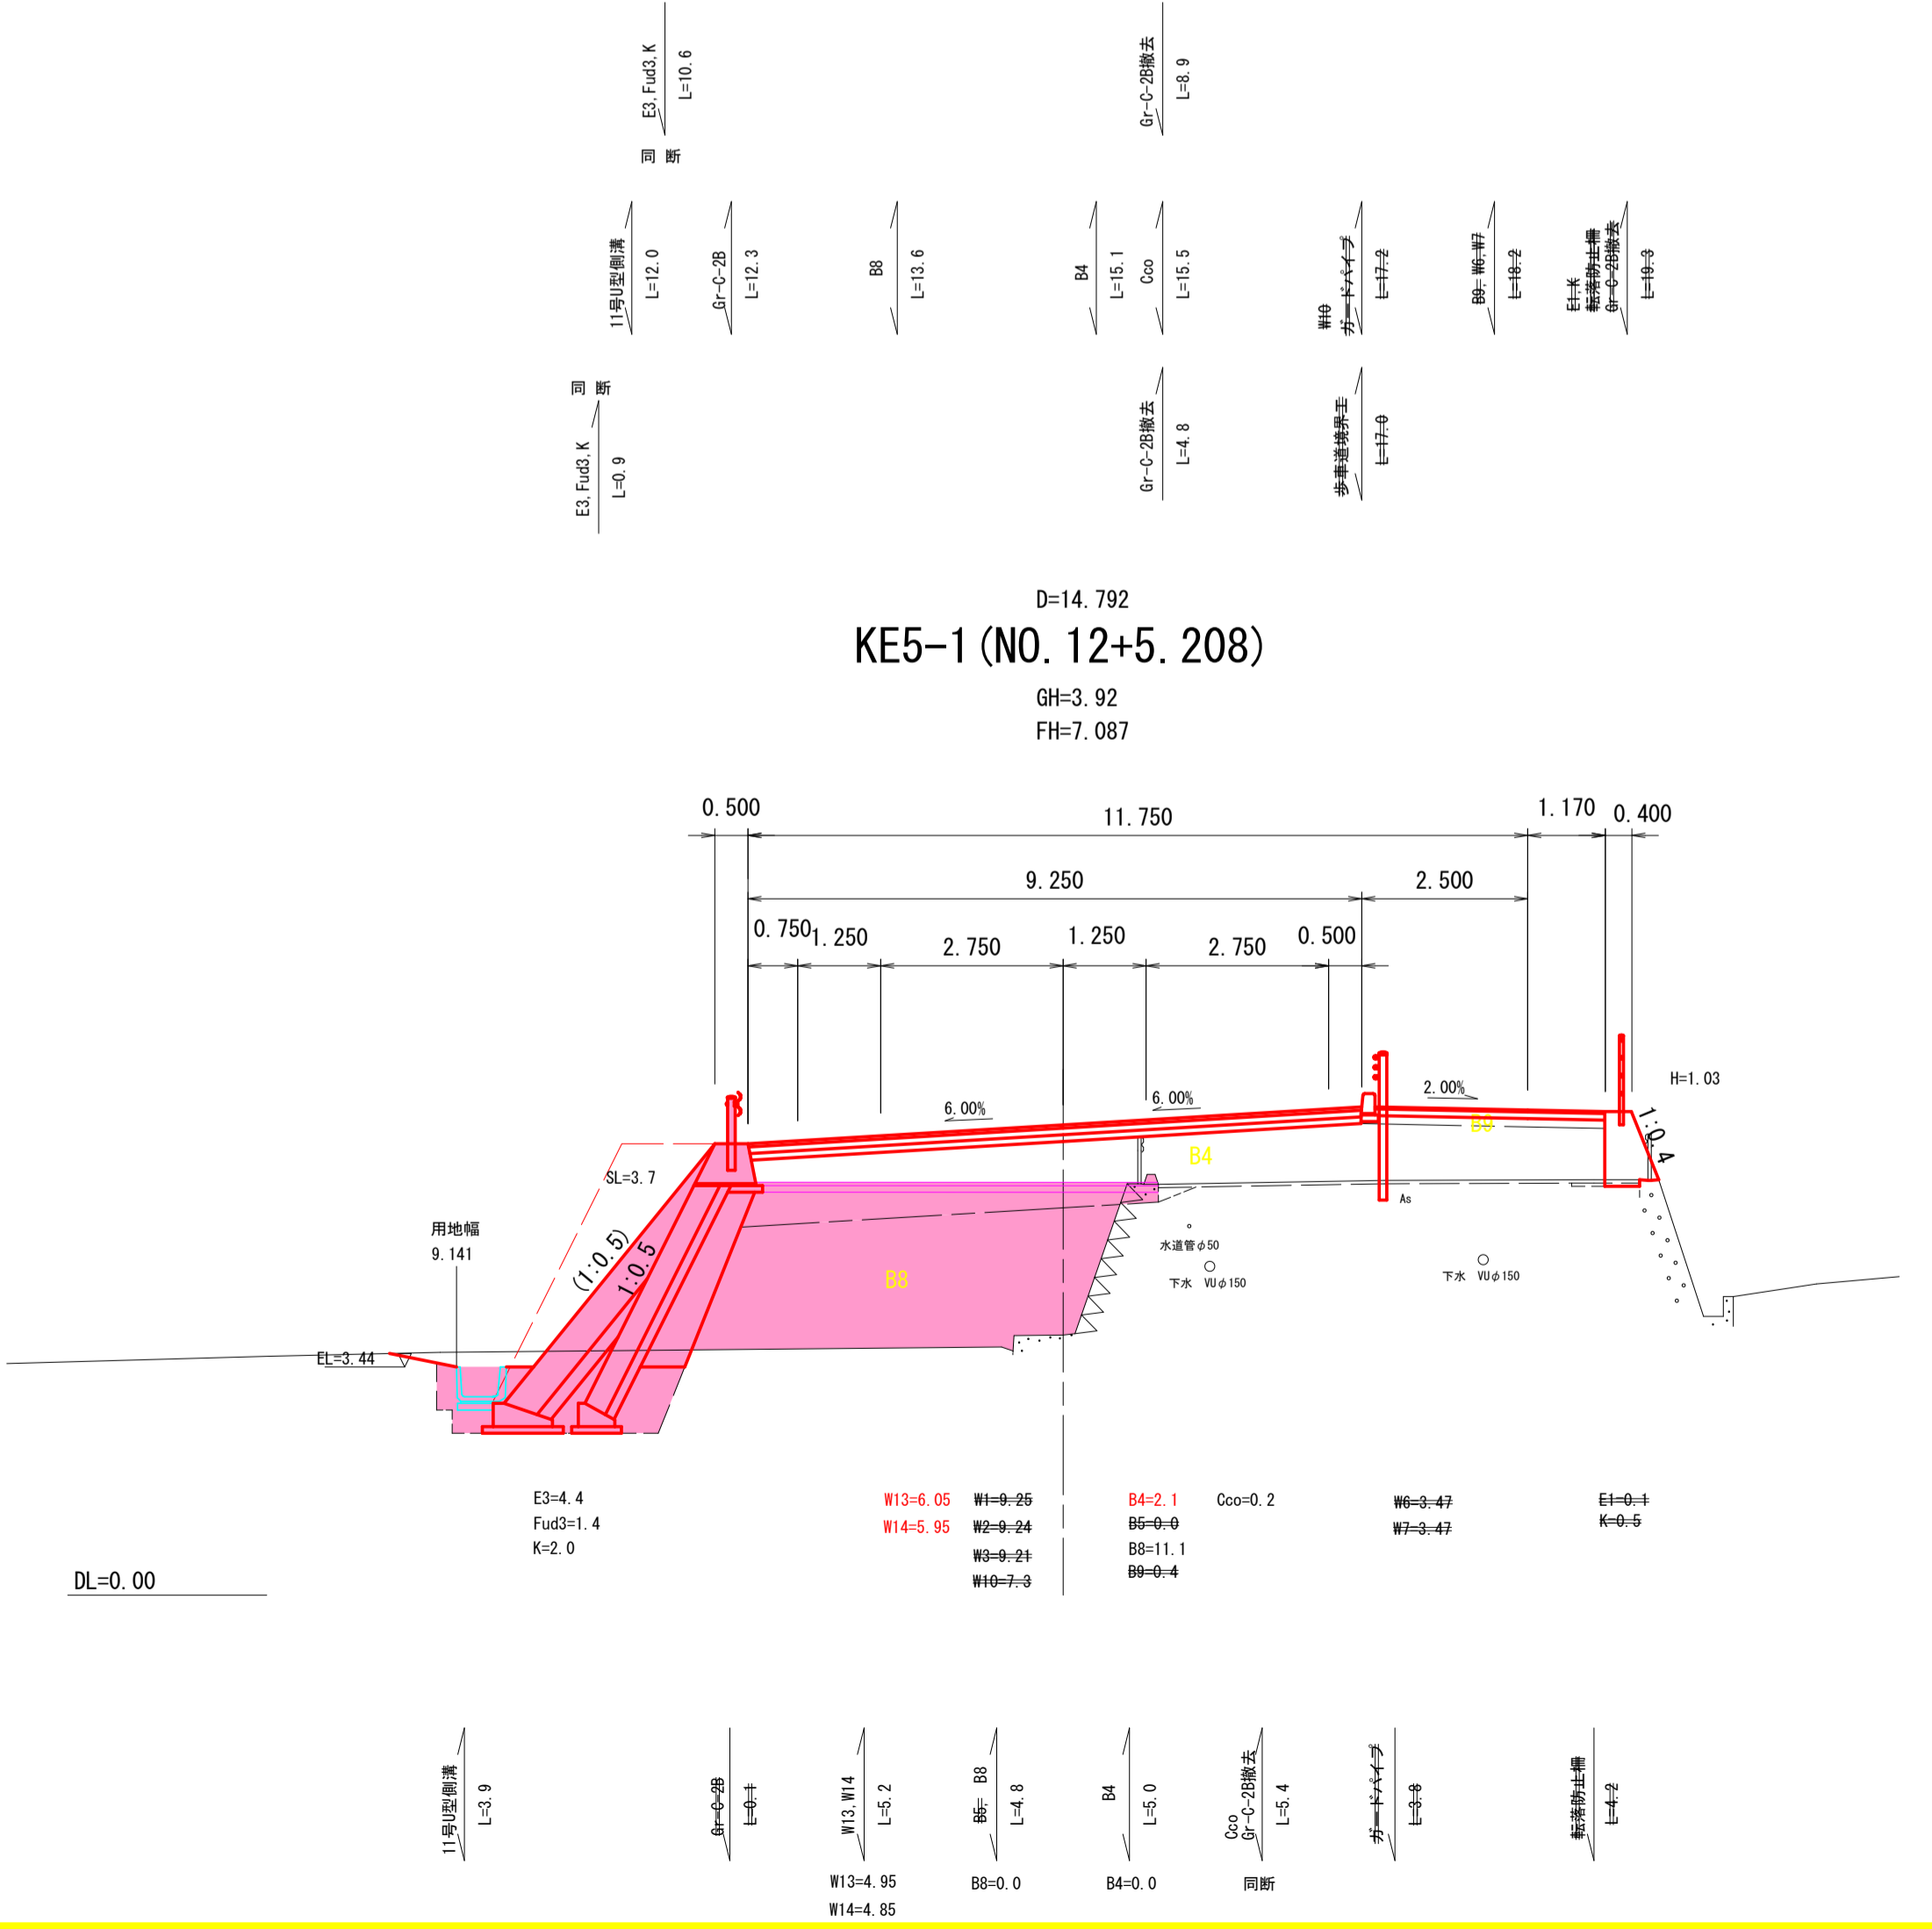 E3,Fud3,K
L=10.6
同 断
Gr-C-2B撤去
L=8.9
11号U型側溝
L=12.0
Gr-C-2B
L=12.3
B8
L=13.6
B4
L=15.1
Cco
L=15.5
W10
ガードパイプ
L=17.2
B9, W6,W7
L=18.2
E1,K
転落防止柵
Gr-C-2B撤去
L=19.3
同 断
E3,Fud3,K
L=0.9
Gr-C-2B撤去
L=4.8
歩車道境界工
L=17.0
D=14.792
KE5-1(NO.12+5.208)
GH=3.92
FH=7.087
0.500
11.750
1.170
0.400
9.250
2.500
0.750
1.250
2.750
1.250
2.750
0.500
6.00%
6.00%
2.00%
H=1.03
1:0.4
B9
B4
SL=3.7
As
用地幅
9.141
(1:0.5)
1:0.5
B8
水道管φ50
下水 VUφ150
下水 VUφ150
EL=3.44
E3=4.4
Fud3=1.4
K=2.0
W13=6.05
W14=5.95
W1=9.25
W2=9.24
W3=9.21
W10=7.3
B4=2.1
B5=0.0
B8=11.1
B9=0.4
Cco=0.2
W6=3.47
W7=3.47
E1=0.1
K=0.5
DL=0.00
11号U型側溝
L=3.9
Gr-C-2B
L=0.1
W13,W14
L=5.2
W13=4.95
W14=4.85
B5, B8
L=4.8
B8=0.0
B4
L=5.0
B4=0.0
Cco
Gr-C-2B撤去
L=5.4
同断
ガードパイプ
L=3.8
転落防止柵
L=4.2